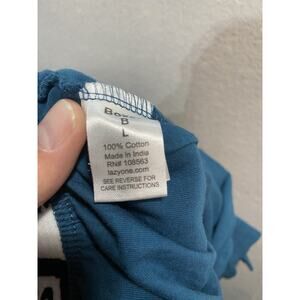 B
L
100% Cotton
Made in India
RN# 108563
lazyone.com
SEE REVERSE FOR
CARE INSTRUCTIONS